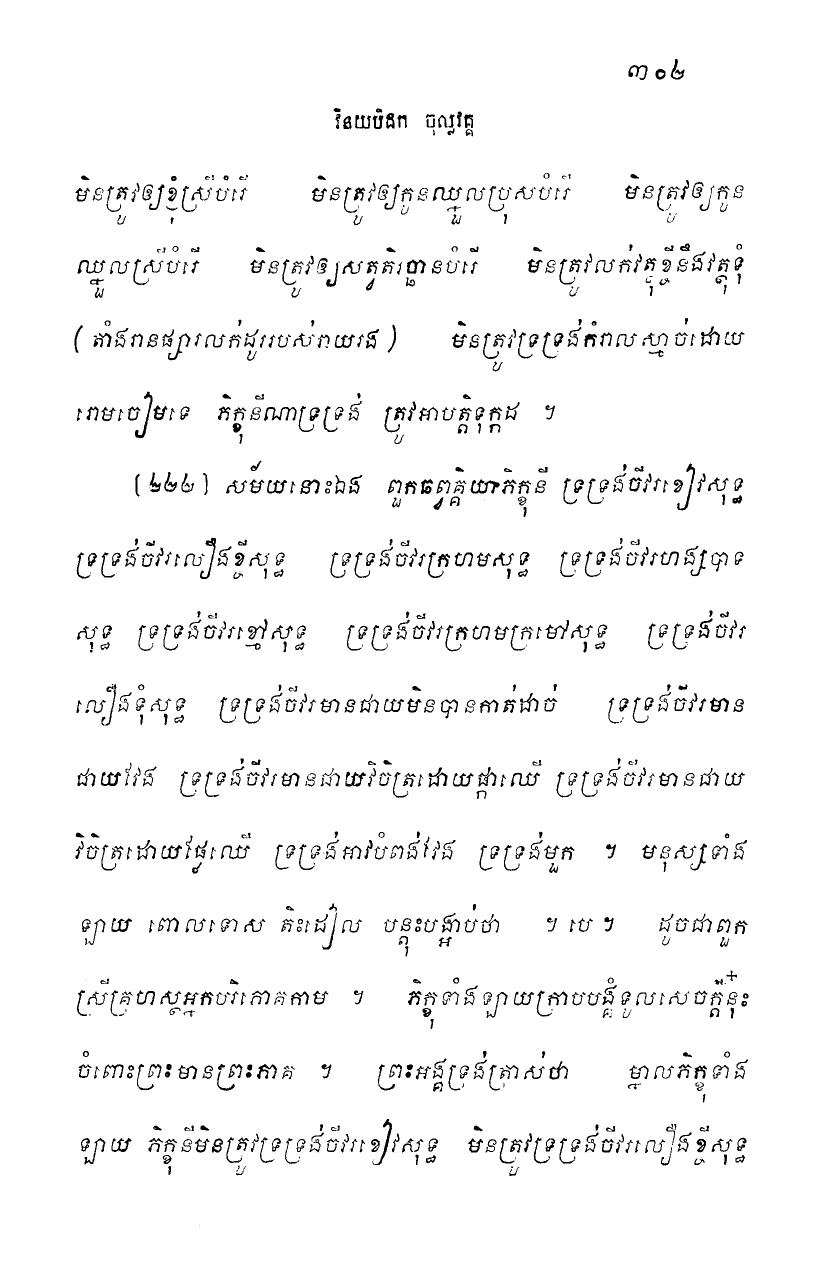 ៣០២
វិនយបិដក ចុល្លវគ្គ
មិនត្រូវឲ្យខ្ញុំស្រីបំរើ មិនត្រូវឲ្យកូនឈ្នួលប្រុសបំរើ មិនត្រូវឲ្យកូន
ឈ្នួលស្រីបំរើ មិនត្រូវឲ្យសត្វតិរច្ឆានបំរើ មិនត្រូវលក់វត្ថុខ្ចីនឹងវត្ថុទុំ
(តាំងរានផ្សារលក់ដូររបស់រាយរង) មិនត្រូវទ្រទ្រង់កំរាលស្មាច់ដោយ
រោមចៀមទេ ភិក្ខុនីណាទ្រទ្រង់ ត្រូវអាបត្តិទុក្កដ ។
(២២២) សម័យនោះឯង ពួកឆព្វគ្គិយាភិក្ខុនី ទ្រទ្រង់ចីវរខៀវសុទ្ធ
ទ្រទ្រង់ចីវរលឿងខ្ចីសុទ្ធ ទ្រទ្រង់ចីវរក្រហមសុទ្ធ ទ្រទ្រង់ចីវរហង្សបាទ
សុទ្ធ ទ្រទ្រង់ចីវរខ្មៅសុទ្ធ ទ្រទ្រង់ចីវរក្រហមក្រមៅសុទ្ធ ទ្រទ្រង់ចីវរ
លឿងទុំសុទ្ធ ទ្រទ្រង់ចីវរមានជាយមិនបានកាត់ដាច់ ទ្រទ្រង់ចីវរមាន
ជាយវែង ទ្រទ្រង់ចីវរមានជាយវិចិត្រដោយផ្កាឈើ ទ្រទ្រង់ចីវរមានជាយ
វិចិត្រដោយផ្លែឈើ ទ្រទ្រង់អាវបំពង់វែង ទ្រទ្រង់មួក ។ មនុស្សទាំង
ឡាយ ពោលទោស តិះដៀល បន្តុះបង្អាប់ថា ។ បេ ។ ដូចជាពួក
ស្រីគ្រហស្ថអ្នកបរិភោគកាម ។ ភិក្ខុទាំងឡាយក្រាបបង្គំទូលសេចក្តីនុ៎ះ
ចំពោះព្រះមានព្រះភាគ ។ ព្រះអង្គទ្រង់ត្រាស់ថា ម្នាលភិក្ខុទាំង
ឡាយ ភិក្ខុនីមិនត្រូវទ្រទ្រង់ចីវរខៀវសុទ្ធ មិនត្រូវទ្រទ្រង់ចីវរលឿងខ្ចីសុទ្ធ